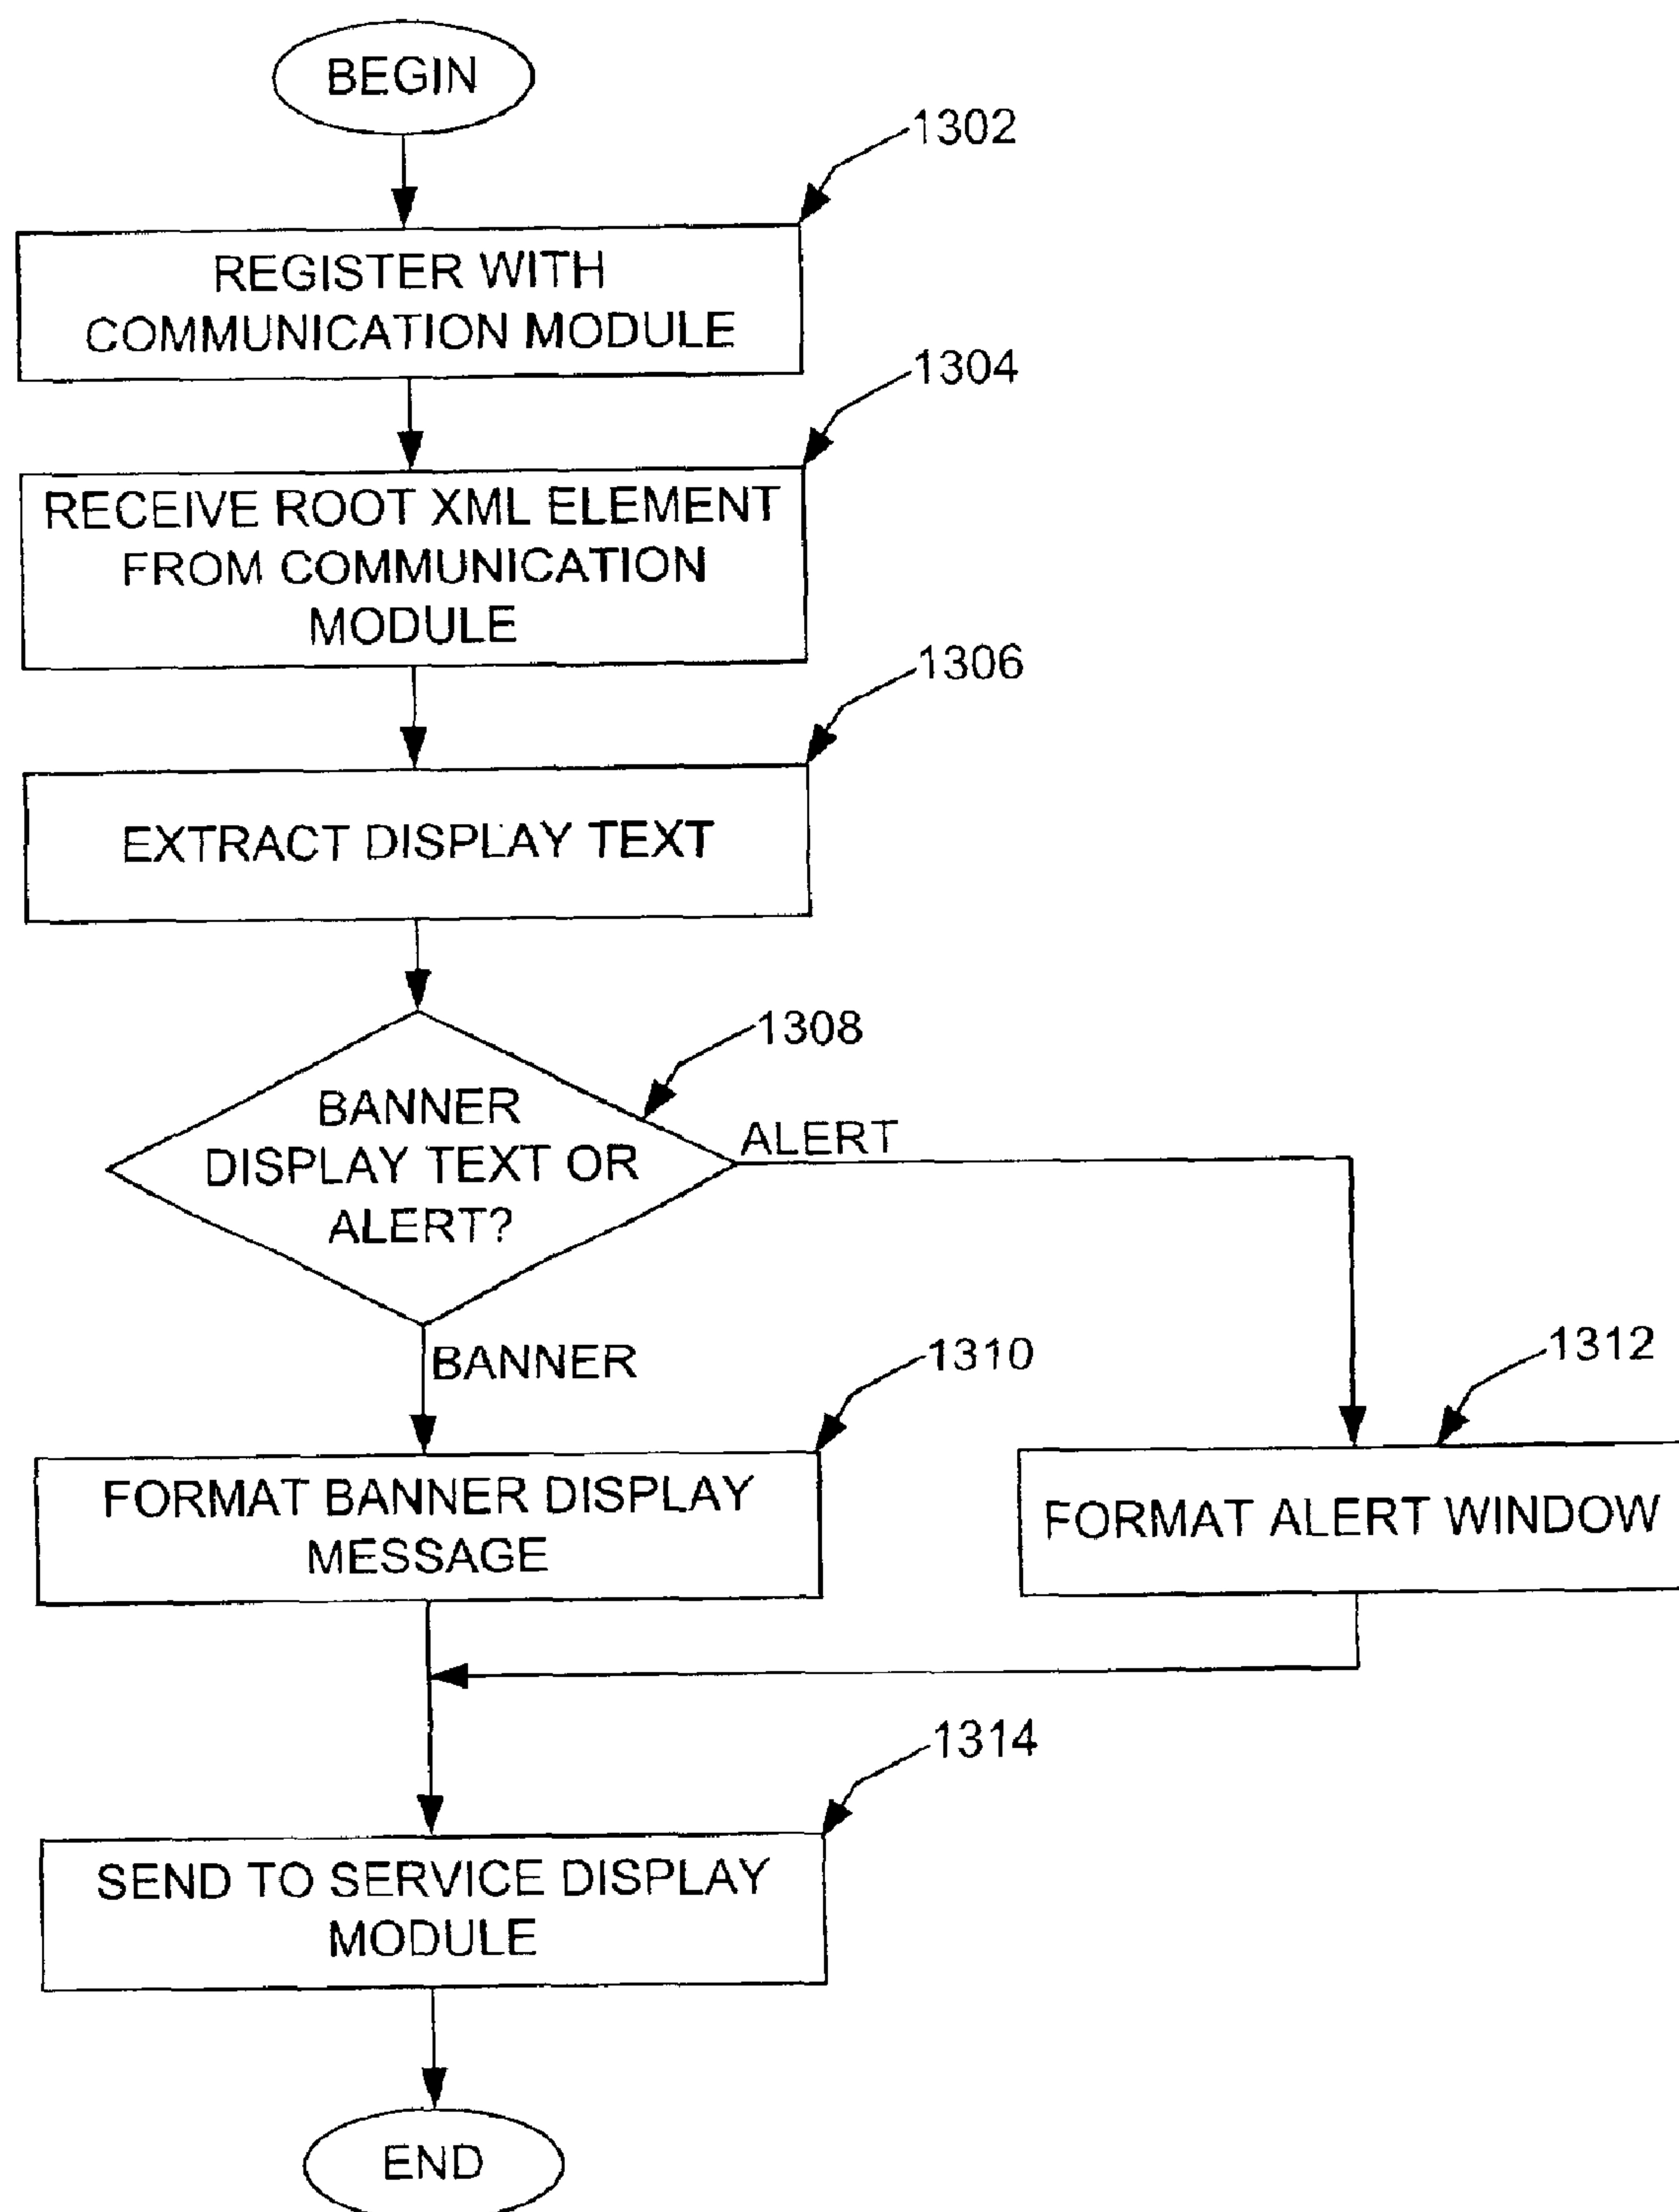 BEGIN
1302
REGISTER WITH
COMMUNICATION MODULE
1304
RECEIVE ROOT XML ELEMENT
FROM COMMUNICATION
MODULE
1306
EXTRACT DISPLAY TEXT
1308
BANNER
DISPLAY TEXT OR
ALERT?
ALERT
BANNER
1310
FORMAT BANNER DISPLAY
MESSAGE
1312
FORMAT ALERT WINDOW
1314
SEND TO SERVICE DISPLAY
MODULE
END